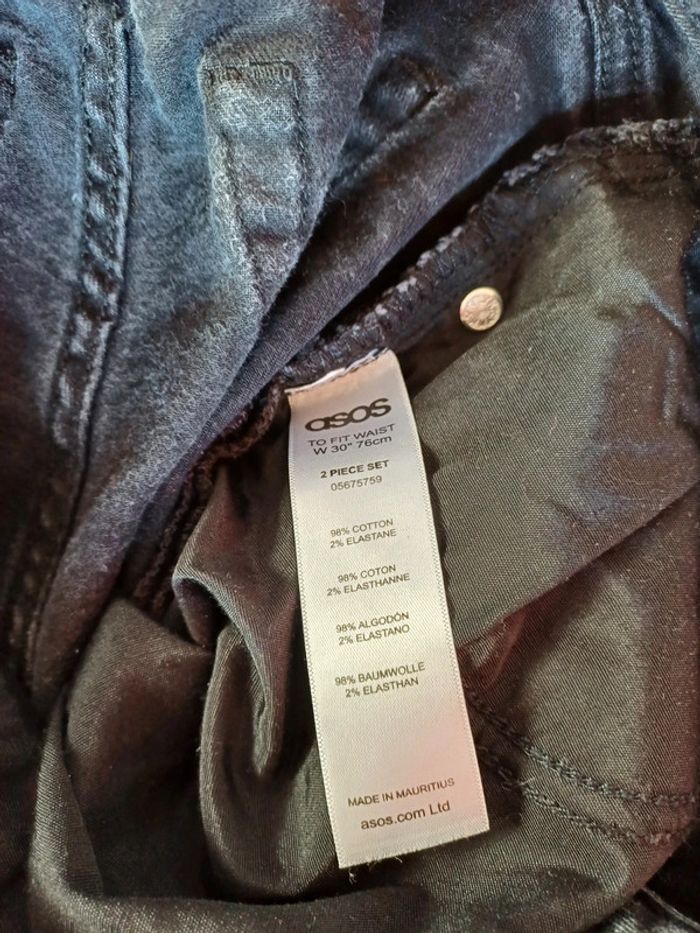 asos
TO FIT WAIST
W 30" 76cm
2 PIECE SET
05675759
98% COTTON
2% ELASTANE
98% COTON
2% ELASTHANNE
98% ALGODÓN
2% ELASTANO
98% BAUMWOLLE
2% ELASTHAN
MADE IN MAURITIUS
asos.com Ltd